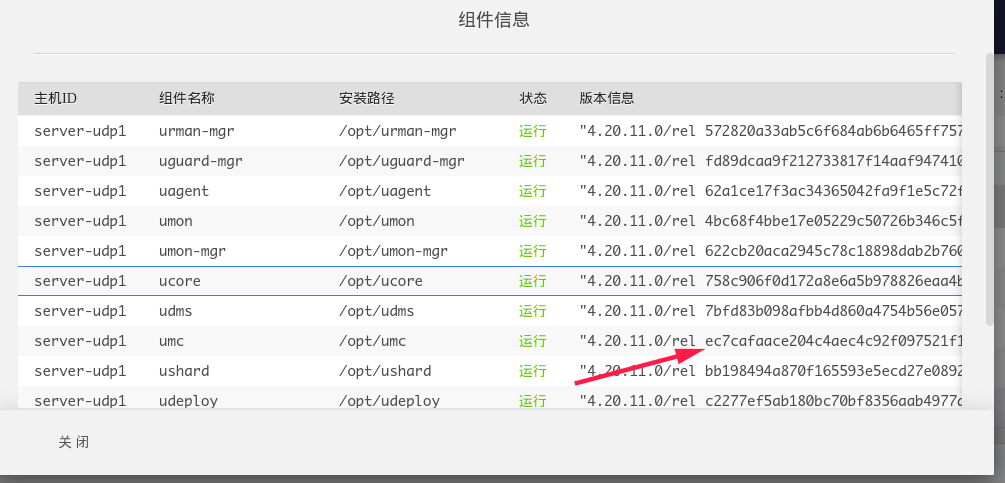 组件信息
主机ID 组件名称 安装路径 状态 版本信息
server-udp1 urman-mgr /opt/urman-mgr 运行 "4.20.11.0/rel 572820a33ab5c6f684ab6b6465ff757
server-udp1 uguard-mgr /opt/uguard-mgr 运行 "4.20.11.0/rel fd89dcaa9f212733817f14aaf947410
server-udp1 uagent /opt/uagent 运行 "4.20.11.0/rel 62a1ce17f3ac34365042fa9f1e5c72f
server-udp1 umon /opt/umon 运行 "4.20.11.0/rel 4bc68f4bbe17e05229c50726b346c5f
server-udp1 umon-mgr /opt/umon-mgr 运行 "4.20.11.0/rel 622cb20aca2945c78c18898dab2b760
server-udp1 ucore /opt/ucore 运行 "4.20.11.0/rel 758c906f0d172a8e6a5b978826eaa4b
server-udp1 udms /opt/udms 运行 "4.20.11.0/rel 7bfd83b098afbb4d860a4754b56e057
server-udp1 umc /opt/umc 运行 "4.20.11.0/rel ec7cafaace204c4aec4c92f097521f1
server-udp1 ushard /opt/ushard 运行 "4.20.11.0/rel bb198494a870f165593e5ecd27e0892
server-udp1 udeploy /opt/udeploy 运行 "4.20.11.0/rel c2277ef5ab180bc70bf8356aab4977a
关 闭